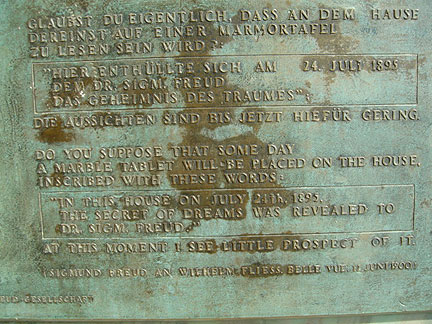 GLAUBST DU EIGENTLICH, DASS AN DEM HAUSE
DEREINST AUF EINER MARMORTAFEL
ZU LESEN SEIN WIRD?:
"HIER ENTHÜLLTE SICH AM 24. JULI 1895
DEM DR. SIGM. FREUD
DAS GEHEIMNIS DES TRAUMES"
DIE AUSSICHTEN SIND BIS JETZT HIEFÜR GERING.
DO YOU SUPPOSE THAT SOME DAY
A MARBLE TABLET WILL BE PLACED ON THE HOUSE,
INSCRIBED WITH THESE WORDS:
"IN THIS HOUSE ON JULY 24TH, 1895,
THE SECRET OF DREAMS WAS REVEALED TO
DR. SIGM. FREUD"
AT THIS MOMENT I SEE LITTLE PROSPECT OF IT.
(SIGMUND FREUD AN WILHELM FLIESS, BELLE VUE, 12. JUNI 1900)
EUD-GESELLSCHAFT